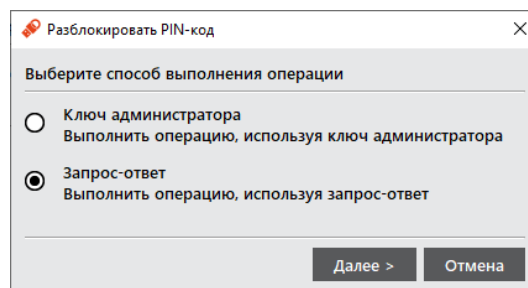 Разблокировать PIN-код
Выберите способ выполнения операции
Ключ администратора
Выполнить операцию, используя ключ администратора
Запрос-ответ
Выполнить операцию, используя запрос-ответ
Далее >
Отмена